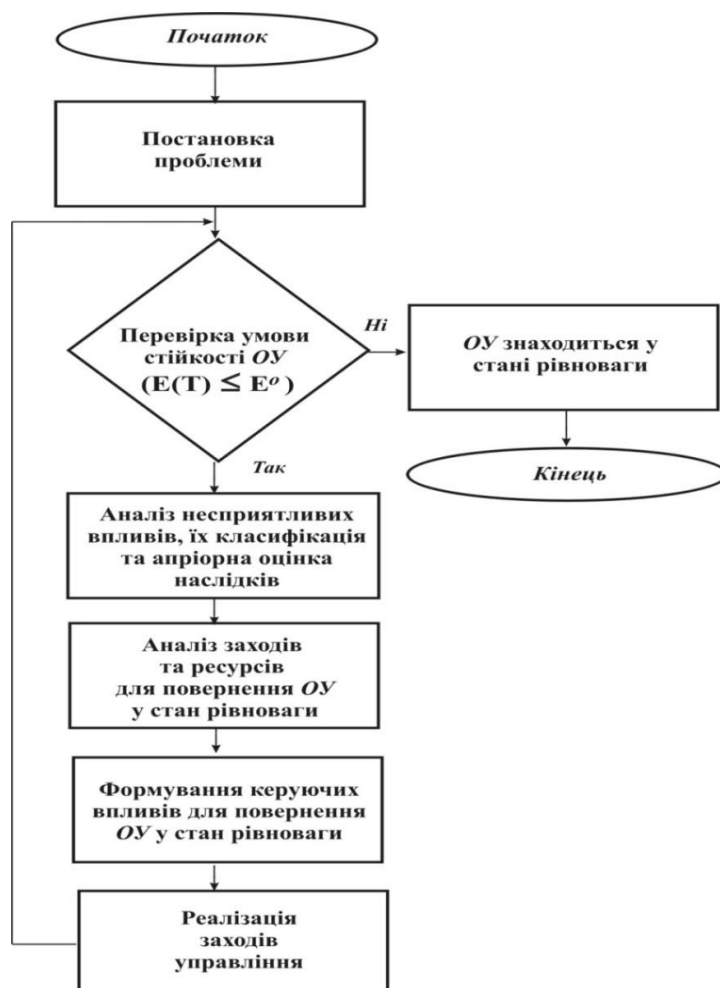 Початок
Постановка
проблеми
Перевірка умови
стійкості ОУ
(E(T) ≤ Eº )
Ні
ОУ знаходиться у
стані рівноваги
Кінець
Так
Аналіз несприятливих
впливів, їх класифікація
та апріорна оцінка
наслідків
Аналіз заходів
та ресурсів
для повернення ОУ
у стан рівноваги
Формування керуючих
впливів для повернення
ОУ у стан рівноваги
Реалізація
заходів
управління